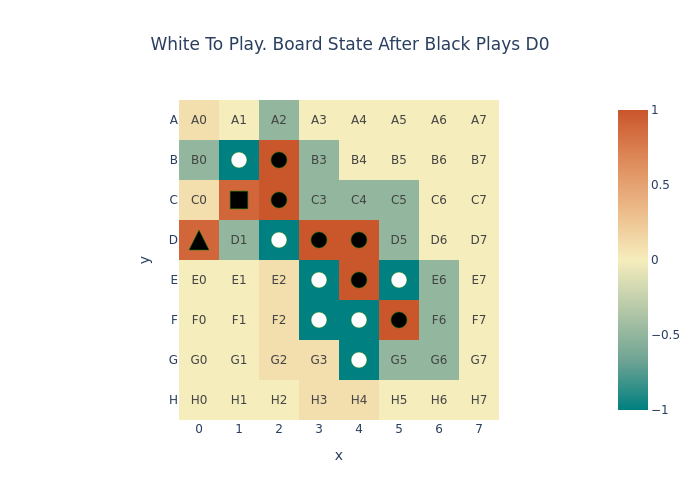 White To Play. Board State After Black Plays D0
A A0 A1 A2 A3 A4 A5 A6 A7 1
B B0 B3 B4 B5 B6 B7
0.5
C C0 C3 C4 C5 C6 C7
D D1 D5 D6 D7
y 0
E E0 E1 E2 E6 E7
F F0 F1 F2 F6 F7
−0.5
G G0 G1 G2 G3 G5 G6 G7
H H0 H1 H2 H3 H4 H5 H6 H7
−1
0 1 2 3 4 5 6 7
x